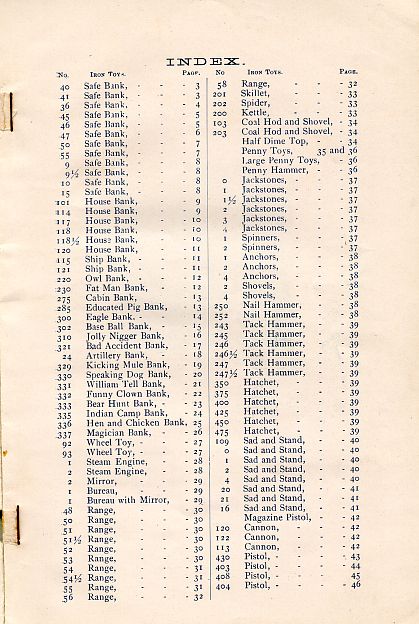 INDEX.
No. Iron Toys. Page.
40 Safe Bank, - - - 3
41 Safe Bank, - - - 3
36 Safe Bank, - - - 4
45 Safe Bank, - - - 5
46 Safe Bank, - - - 5
47 Safe Bank, - - - 6
50 Safe Bank, - - - 7
55 Safe Bank, - - - 7
9 Safe Bank, - - - 8
9½ Safe Bank, - - - 8
10 Safe Bank, - - - 8
15 Safe Bank, - - - 8
101 House Bank, - - 9
114 House Bank, - - 9
117 House Bank, - - 10
118 House Bank, - - 10
118½ House Bank, - - 10
120 House Bank, - - 11
115 Ship Bank, - - 11
121 Ship Bank, - - 11
220 Owl Bank, - - - 12
230 Fat Man Bank, - - 12
275 Cabin Bank, - - 13
285 Educated Pig Bank, - 13
300 Eagle Bank, - - 14
302 Base Ball Bank, - - 15
310 Jolly Nigger Bank, - 16
321 Bad Accident Bank, - 17
24 Artillery Bank, - - 18
329 Kicking Mule Bank, - 19
330 Speaking Dog Bank, - 20
331 William Tell Bank, - 21
332 Funny Clown Bank, - 22
333 Bear Hunt Bank, - - 23
335 Indian Camp Bank, - 24
336 Hen and Chicken Bank, 25
337 Magician Bank, - - 26
92 Wheel Toy, - - - 27
93 Wheel Toy, - - - 27
1 Steam Engine, - - 28
2 Steam Engine, - - 28
2 Mirror, - - - 29
1 Bureau, - - - 29
1 Bureau with Mirror, - 29
48 Range, - - - 30
50 Range, - - - 30
51 Range, - - - 30
51½ Range, - - - 30
52 Range, - - - 30
53 Range, - - - 30
54 Range, - - - 31
54½ Range, - - - 31
55 Range, - - - 31
56 Range, - - - 32
No Iron Toys. Page.
58 Range, - - - 32
201 Skillet, - - - 33
202 Spider, - - - 33
200 Kettle, - - - 33
103 Coal Hod and Shovel, - 34
203 Coal Hod and Shovel, - 34
Half Dime Top, - - 34
Penny Toys, 35 and 36
Large Penny Toys, - 36
Penny Hammer, - - 36
0 Jackstones, - - - 37
1 Jackstones, - - - 37
1½ Jackstones, - - - 37
2 Jackstones, - - - 37
3 Jackstones, - - - 37
4 Jackstones, - - - 37
1 Spinners, - - - 37
2 Spinners, - - - 37
1 Anchors, - - - 38
2 Anchors, - - - 38
4 Anchors, - - - 38
2 Shovels, - - - 38
4 Shovels, - - - 38
250 Nail Hammer, - - 38
252 Nail Hammer, - - 38
243 Tack Hammer, - - 39
245 Tack Hammer, - - 39
246 Tack Hammer, - - 39
246½ Tack Hammer, - - 39
247 Tack Hammer, - - 39
247½ Tack Hammer, - - 39
350 Hatchet, - - - 39
375 Hatchet, - - - 39
400 Hatchet, - - - 39
425 Hatchet, - - - 39
450 Hatchet, - - - 39
475 Hatchet, - - - 39
109 Sad and Stand, - - 40
0 Sad and Stand, - - 40
1 Sad and Stand, - - 40
2 Sad and Stand, - - 40
4 Sad and Stand, - - 40
20 Sad and Stand, - - 41
21 Sad and Stand, - - 41
16 Sad and Stand, - - 41
Magazine Pistol, - - 42
120 Cannon, - - - 42
122 Cannon, - - - 42
113 Cannon, - - - 42
430 Pistol, - - - 43
403 Pistol, - - - 44
408 Pistol, - - - 45
404 Pistol, - - - 46